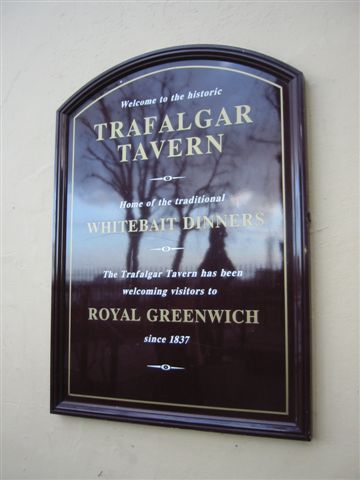 Welcome to the historic
TRAFALGAR
TAVERN
Home of the traditional
WHITEBAIT DINNERS
The Trafalgar Tavern has been
welcoming visitors to
ROYAL GREENWICH
since 1837